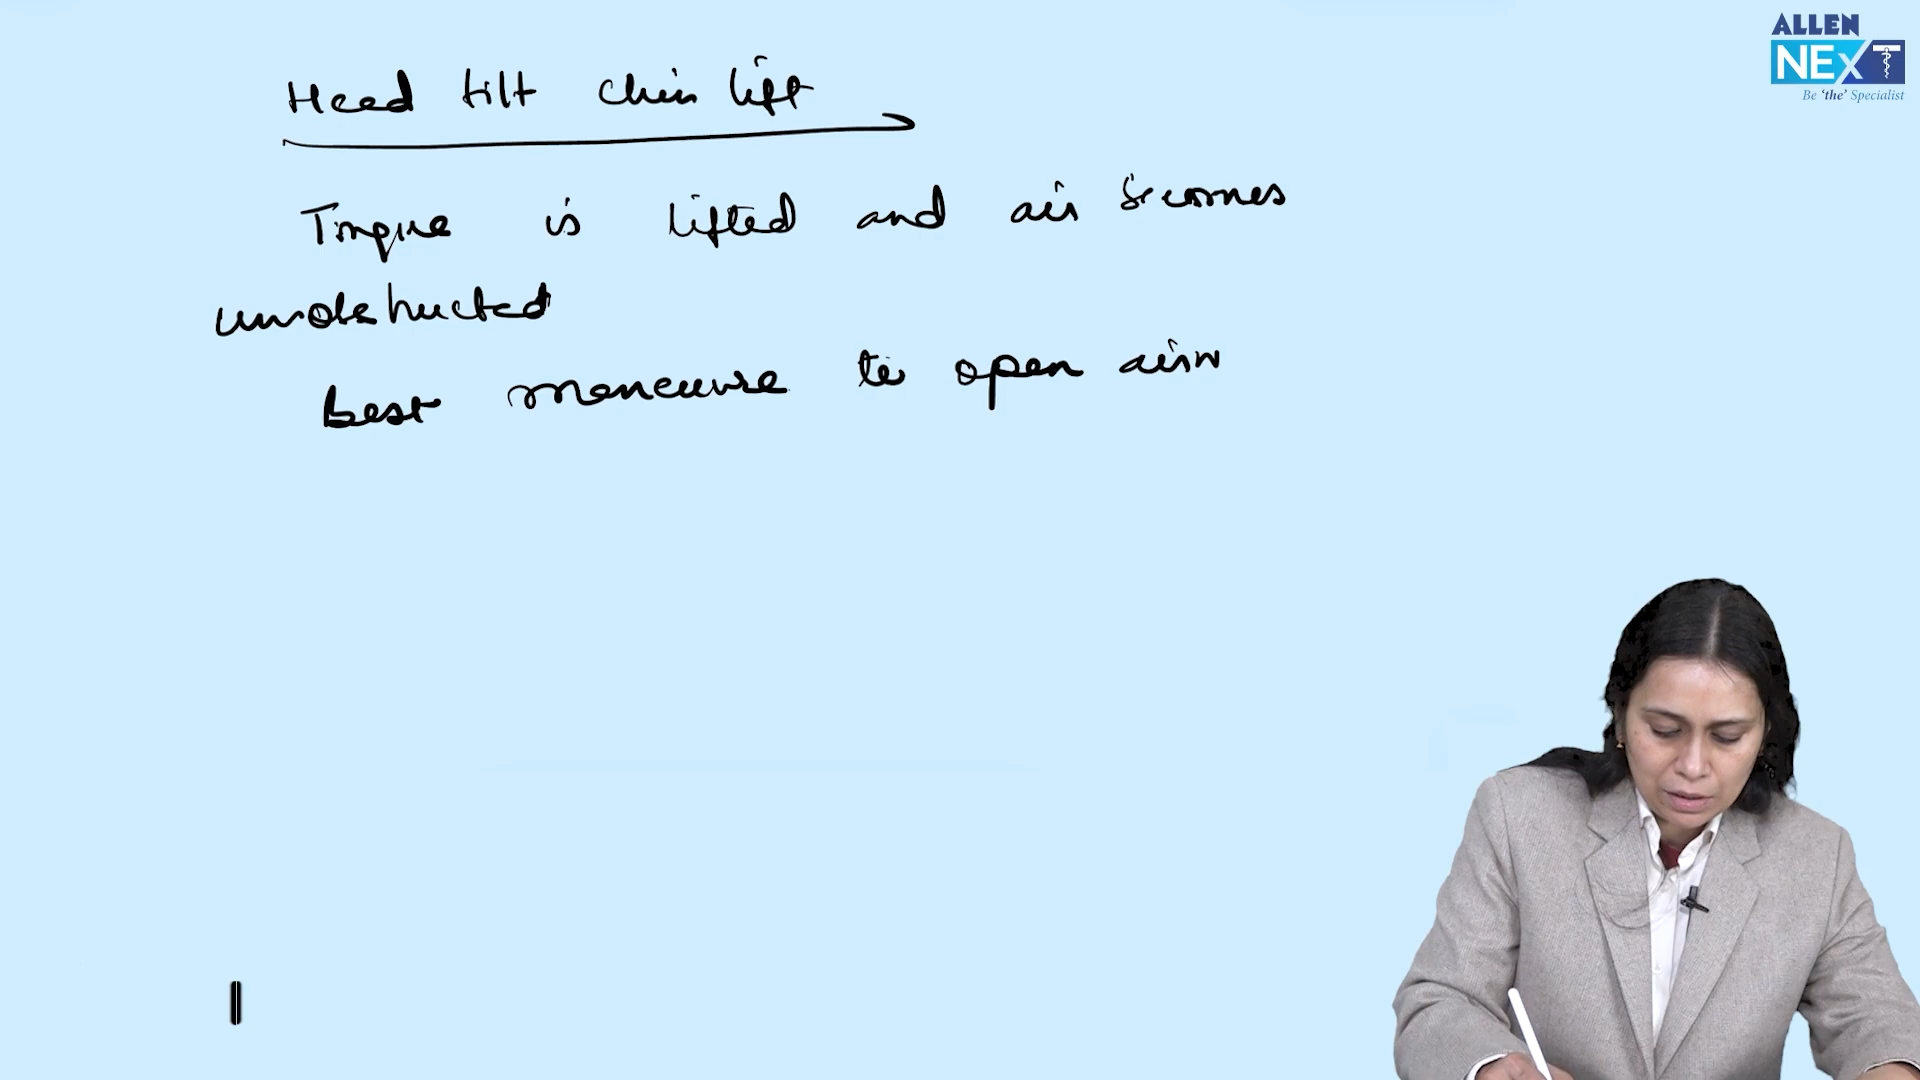 ALLEN
NEXT
Be 'the' Specialist
Head tilt chin lift
Tongue is lifted and air becomes
unobstructed
Best maneuvre to open airw